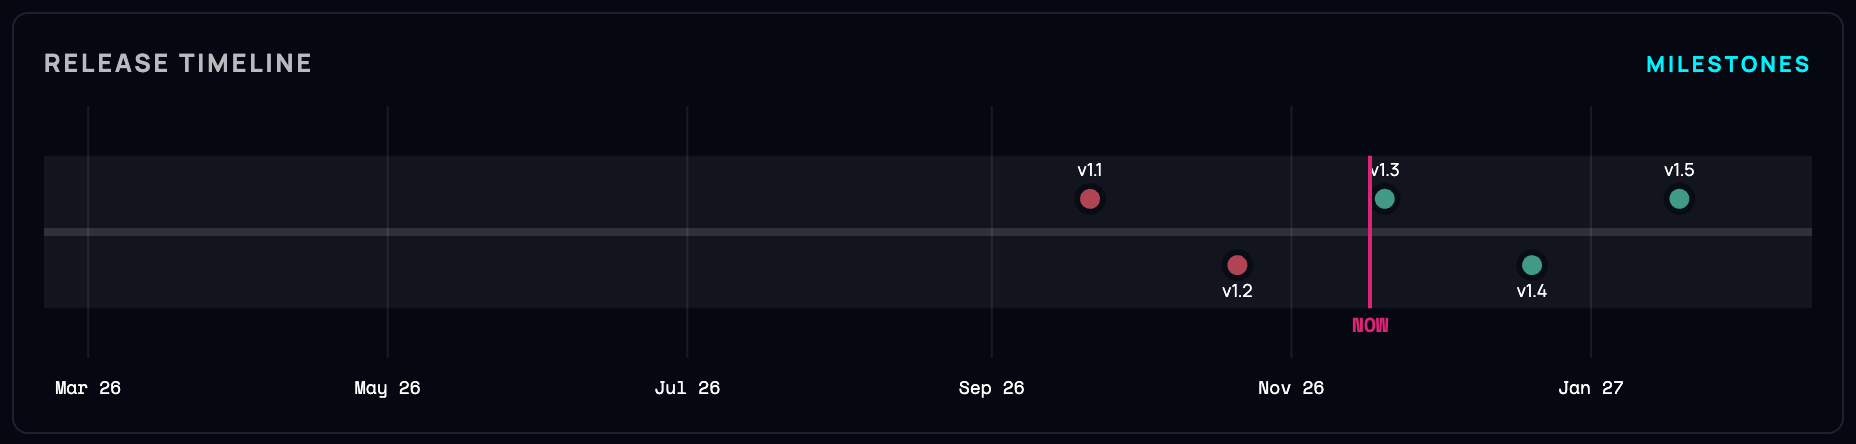 RELEASE TIMELINE
MILESTONES
v1.1
v1.3
v1.5
v1.2
v1.4
NOW
Mar 26
May 26
Jul 26
Sep 26
Nov 26
Jan 27